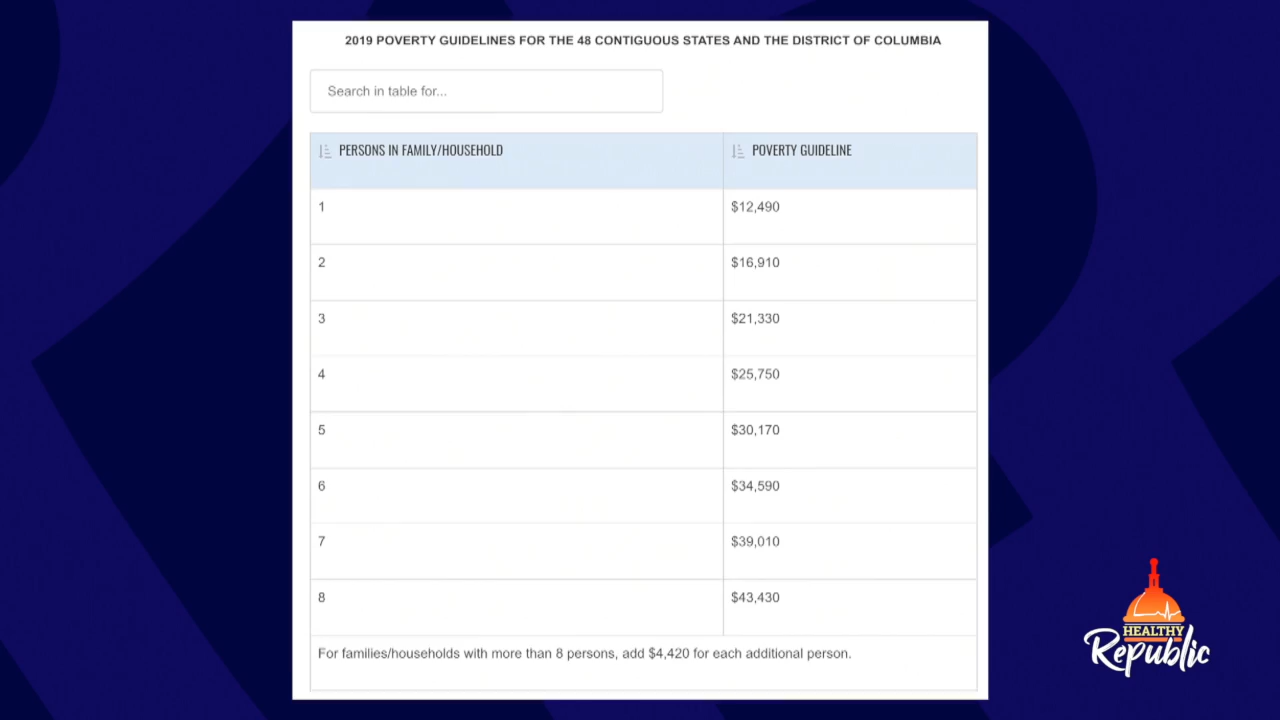 2019 POVERTY GUIDELINES FOR THE 48 CONTIGUOUS STATES AND THE DISTRICT OF COLUMBIA
Search in table for...
PERSONS IN FAMILY/HOUSEHOLD POVERTY GUIDELINE
1 $12,490
2 $16,910
3 $21,330
4 $25,750
5 $30,170
6 $34,590
7 $39,010
8 $43,430
For families/households with more than 8 persons, add $4,420 for each additional person.
HEALTHY
Republic